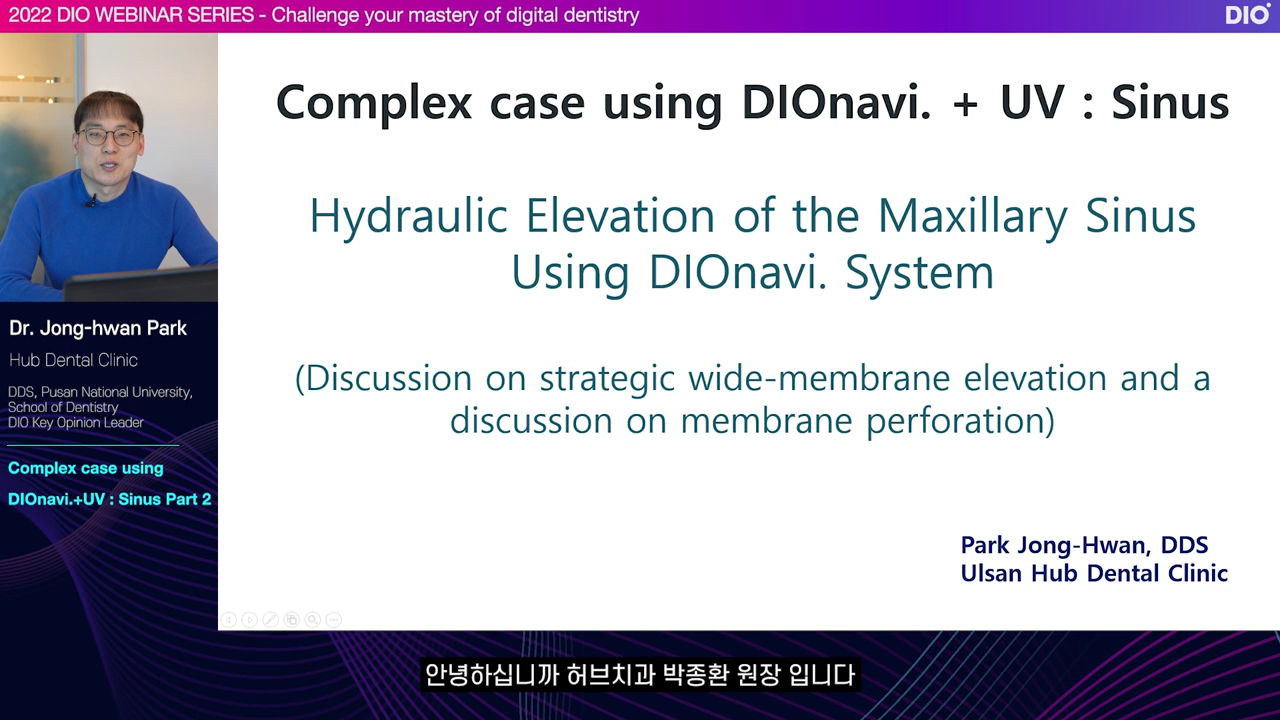 2022 DIO WEBINAR SERIES - Challenge your mastery of digital dentistry
DIO
Complex case using DIOnavi. + UV : Sinus
Hydraulic Elevation of the Maxillary Sinus
Using DIOnavi. System
(Discussion on strategic wide-membrane elevation and a
discussion on membrane perforation)
Park Jong-Hwan, DDS
Ulsan Hub Dental Clinic
Dr. Jong-hwan Park
Hub Dental Clinic
DDS, Pusan National University,
School of Dentistry
DIO Key Opinion Leader
Complex case using
DIOnavi.+UV : Sinus Part 2
안녕하십니까 허브치과 박종환 원장 입니다